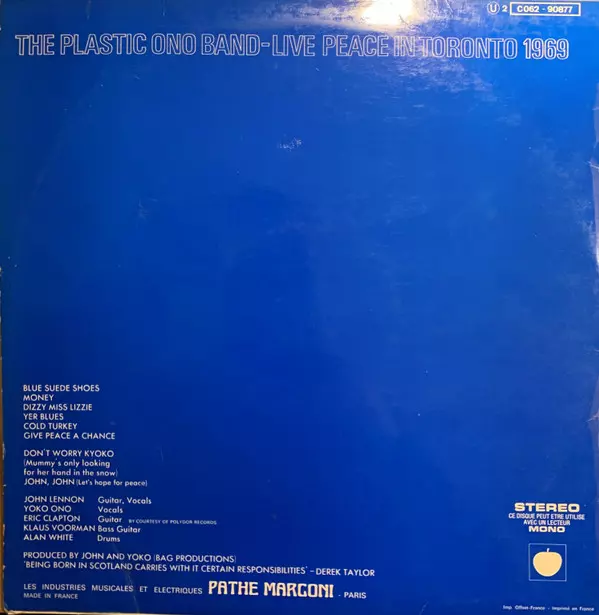 U 2 C062 - 90877
THE PLASTIC ONO BAND-LIVE PEACE IN TORONTO 1969
BLUE SUEDE SHOES
MONEY
DIZZY MISS LIZZIE
YER BLUES
COLD TURKEY
GIVE PEACE A CHANCE
DON'T WORRY KYOKO
(Mummy's only looking
for her hand in the snow)
JOHN, JOHN (Let's hope for peace)
JOHN LENNON Guitar, Vocals
YOKO ONO Vocals
ERIC CLAPTON Guitar BY COURTESY OF POLYDOR RECORDS
KLAUS VOORMAN Bass Guitar
ALAN WHITE Drums
PRODUCED BY JOHN AND YOKO (BAG PRODUCTIONS)
'BEING BORN IN SCOTLAND CARRIES WITH IT CERTAIN RESPONSIBILITIES' - DEREK TAYLOR
LES INDUSTRIES MUSICALES ET ELECTRIQUES PATHE MARCONI - PARIS
MADE IN FRANCE
STEREO
CE DISQUE PEUT ETRE UTILISE
AVEC UN LECTEUR
MONO
Imp. Offset-France - Imprimé en France